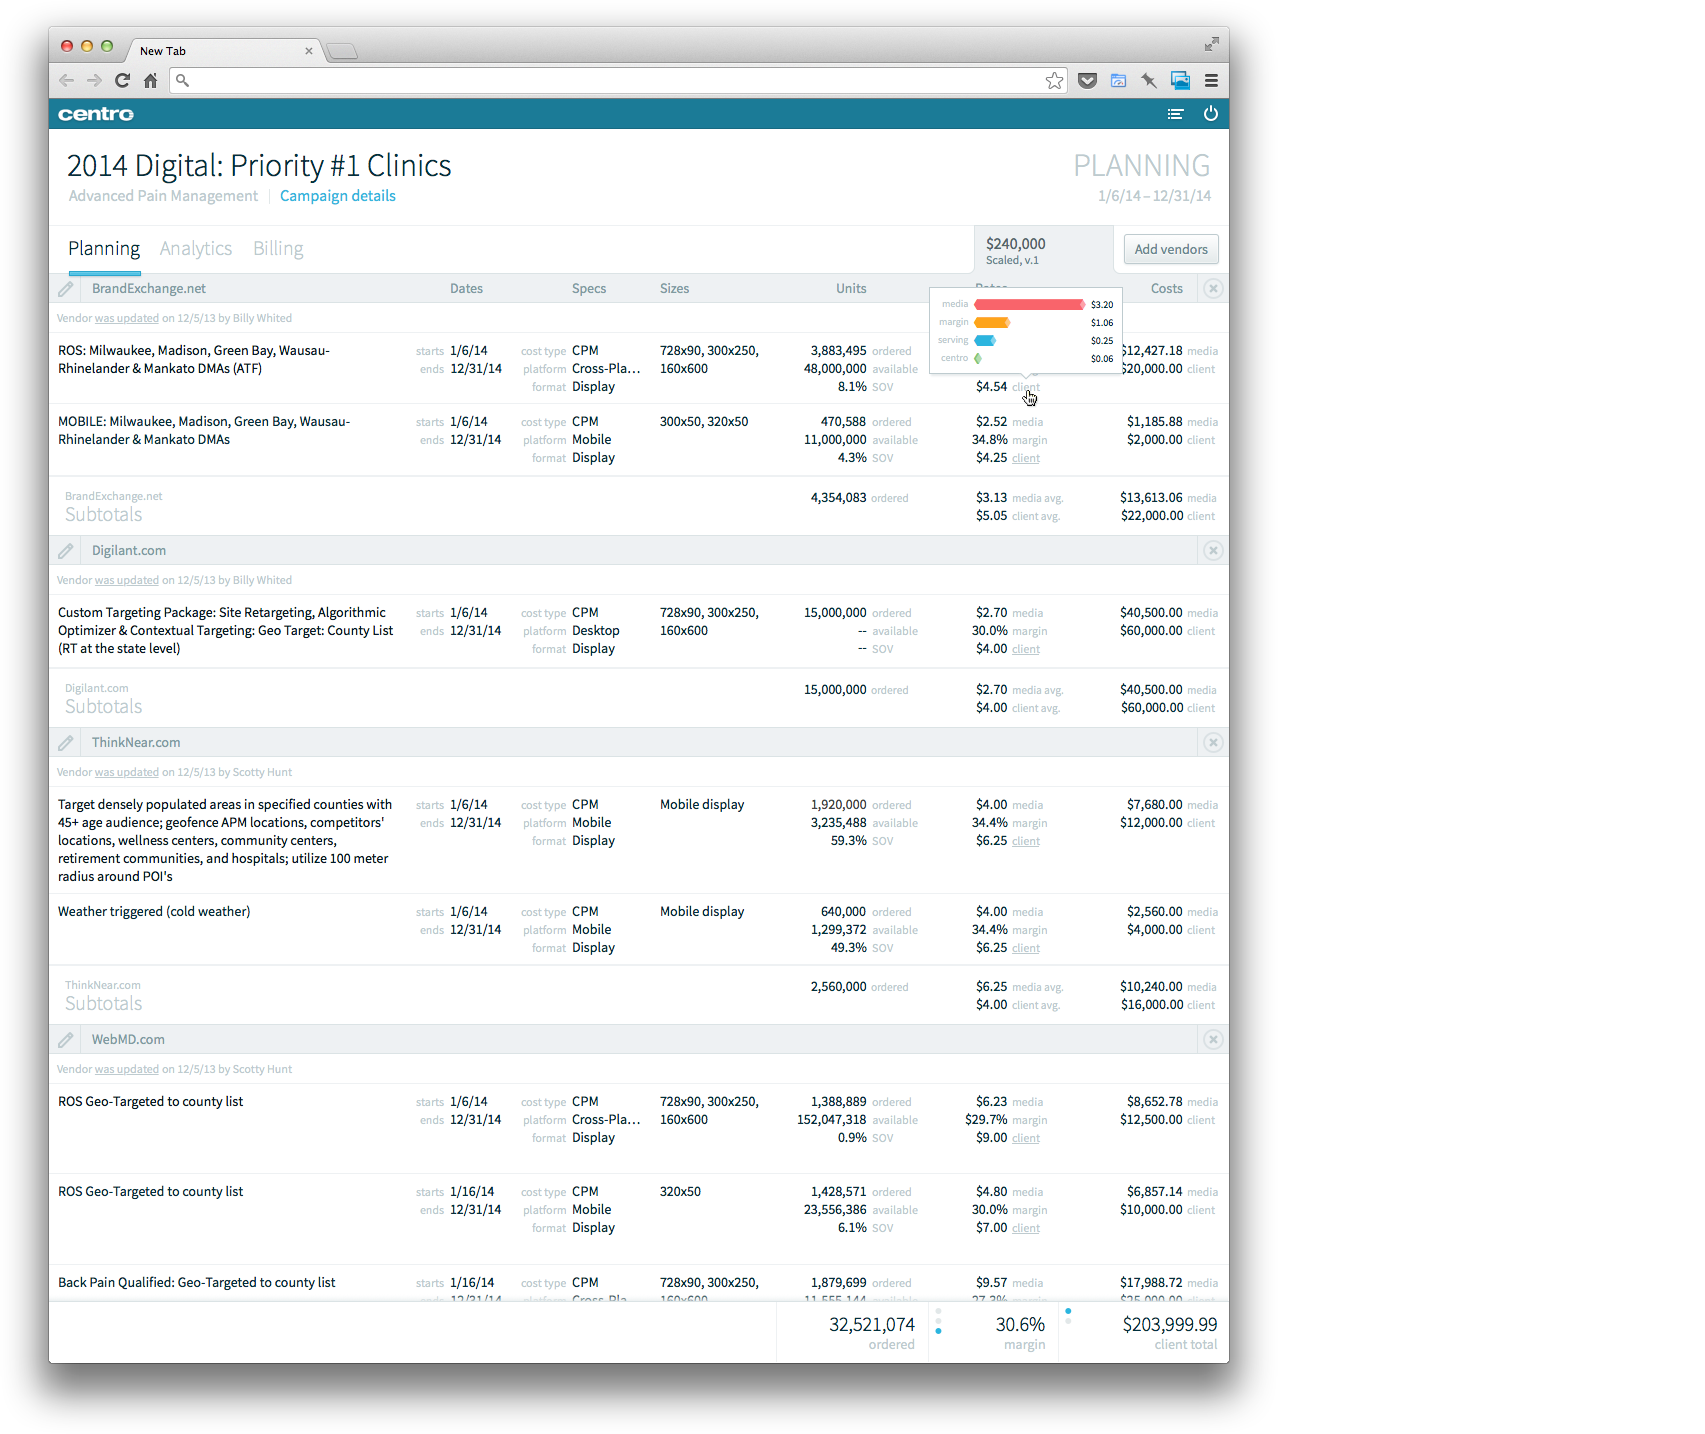 New Tab
centro
2014 Digital: Priority #1 Clinics PLANNING
Advanced Pain Management Campaign details 1/6/14 – 12/31/14
Planning Analytics Billing $240,000 Scaled, v.1 Add vendors
BrandExchange.net Dates Specs Sizes Units Costs
media $3.20
margin $1.06
serving $0.25
centro $0.06
Vendor was updated on 12/5/13 by Billy Whited
ROS: Milwaukee, Madison, Green Bay, Wausau- starts 1/6/14 cost type CPM 728x90, 300x250, 3,883,495 ordered $12,427.18 media
Rhinelander & Mankato DMAs (ATF) ends 12/31/14 platform Cross-Pla... 160x600 48,000,000 available $20,000.00 client
format Display 8.1% SOV $4.54 client
MOBILE: Milwaukee, Madison, Green Bay, Wausau- starts 1/6/14 cost type CPM 300x50, 320x50 470,588 ordered $2.52 media $1,185.88 media
Rhinelander & Mankato DMAs ends 12/31/14 platform Mobile 11,000,000 available 34.8% margin $2,000.00 client
format Display 4.3% SOV $4.25 client
BrandExchange.net 4,354,083 ordered $3.13 media avg. $13,613.06 media
Subtotals $5.05 client avg. $22,000.00 client
Digilant.com
Vendor was updated on 12/5/13 by Billy Whited
Custom Targeting Package: Site Retargeting, Algorithmic starts 1/6/14 cost type CPM 728x90, 300x250, 15,000,000 ordered $2.70 media $40,500.00 media
Optimizer & Contextual Targeting: Geo Target: County List ends 12/31/14 platform Desktop 160x600 -- available 30.0% margin $60,000.00 client
(RT at the state level) format Display -- SOV $4.00 client
Digilant.com 15,000,000 ordered $2.70 media avg. $40,500.00 media
Subtotals $4.00 client avg. $60,000.00 client
ThinkNear.com
Vendor was updated on 12/5/13 by Scotty Hunt
Target densely populated areas in specified counties with starts 1/6/14 cost type CPM Mobile display 1,920,000 ordered $4.00 media $7,680.00 media
45+ age audience; geofence APM locations, competitors' ends 12/31/14 platform Mobile 3,235,488 available 34.4% margin $12,000.00 client
locations, wellness centers, community centers, format Display 59.3% SOV $6.25 client
retirement communities, and hospitals; utilize 100 meter
radius around POI's
Weather triggered (cold weather) starts 1/6/14 cost type CPM Mobile display 640,000 ordered $4.00 media $2,560.00 media
ends 12/31/14 platform Mobile 1,299,372 available 34.4% margin $4,000.00 client
format Display 49.3% SOV $6.25 client
ThinkNear.com 2,560,000 ordered $6.25 media avg. $10,240.00 media
Subtotals $4.00 client avg. $16,000.00 client
WebMD.com
Vendor was updated on 12/5/13 by Scotty Hunt
ROS Geo-Targeted to county list starts 1/6/14 cost type CPM 728x90, 300x250, 1,388,889 ordered $6.23 media $8,652.78 media
ends 12/31/14 platform Cross-Pla... 160x600 152,047,318 available $29.7% margin $12,500.00 client
format Display 0.9% SOV $9.00 client
ROS Geo-Targeted to county list starts 1/16/14 cost type CPM 320x50 1,428,571 ordered $4.80 media $6,857.14 media
ends 12/31/14 platform Mobile 23,556,386 available 30.0% margin $10,000.00 client
format Display 6.1% SOV $7.00 client
Back Pain Qualified: Geo-Targeted to county list starts 1/16/14 cost type CPM 728x90, 300x250, 1,879,699 ordered $9.57 media $17,988.72 media
32,521,074 30.6% $203,999.99
ordered margin client total